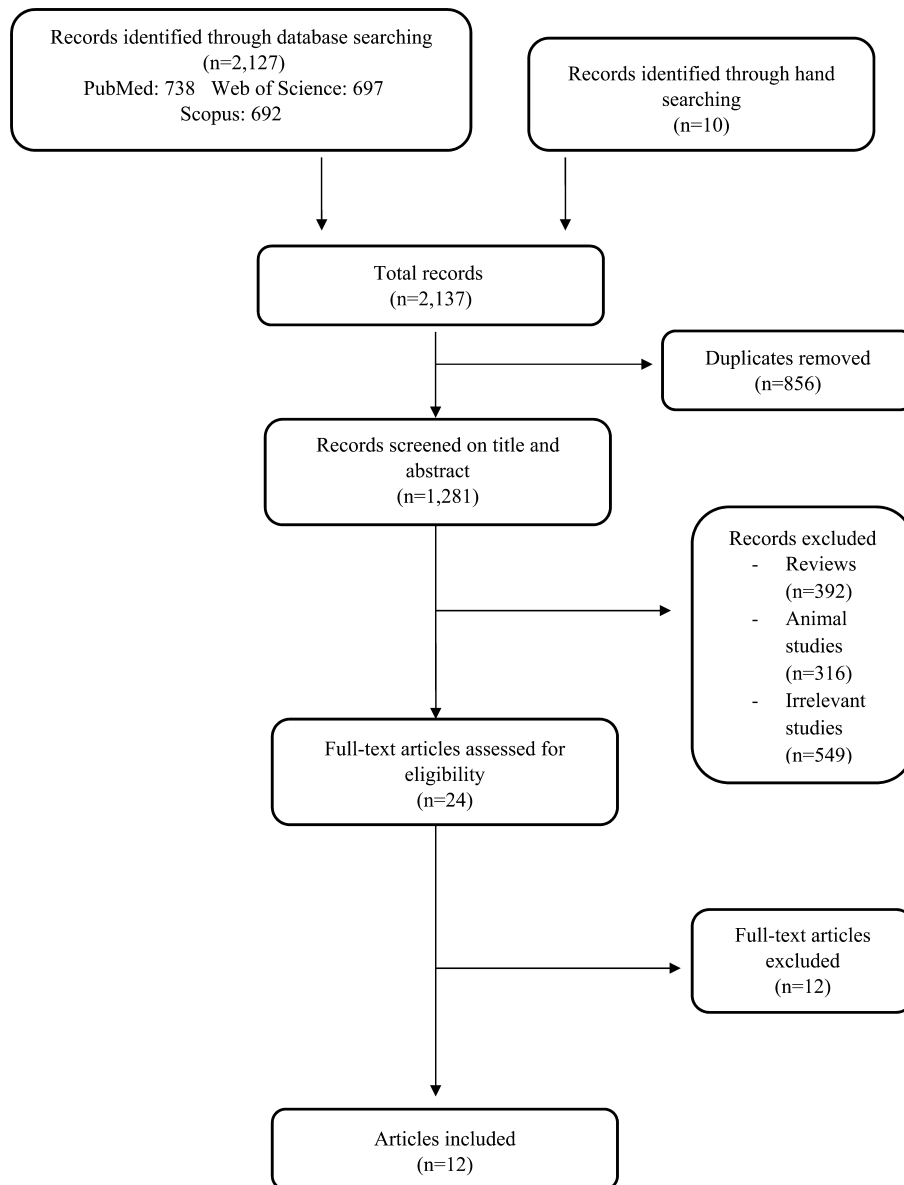 Records identified through database searching
(n=2,127)
PubMed: 738   Web of Science: 697
Scopus: 692
Records identified through hand
searching
(n=10)
Total records
(n=2,137)
Duplicates removed
(n=856)
Records screened on title and
abstract
(n=1,281)
Records excluded
- Reviews
(n=392)
- Animal
studies
(n=316)
- Irrelevant
studies
(n=549)
Full-text articles assessed for
eligibility
(n=24)
Full-text articles
excluded
(n=12)
Articles included
(n=12)